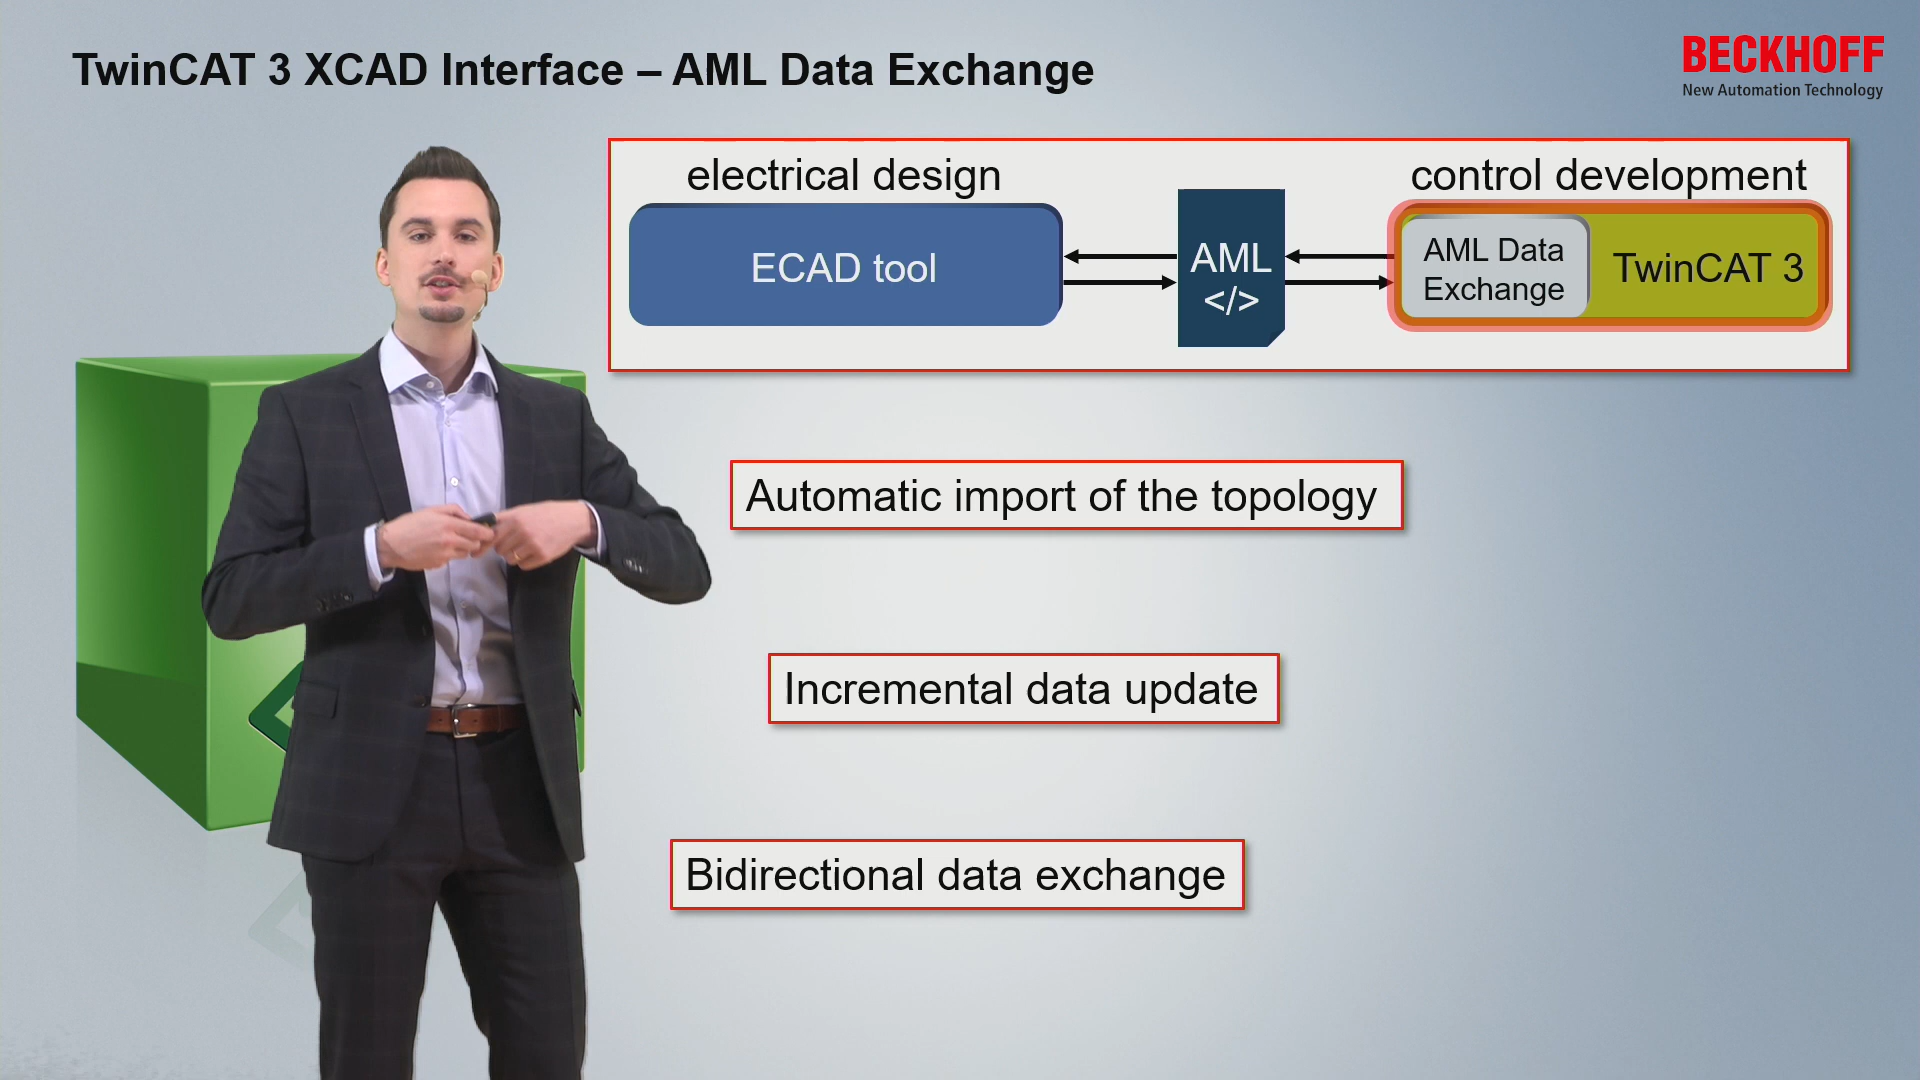 TwinCAT 3 XCAD Interface – AML Data Exchange
BECKHOFF
New Automation Technology
electrical design
control development
ECAD tool
AML
</>
AML Data
Exchange
TwinCAT 3
Automatic import of the topology
Incremental data update
Bidirectional data exchange